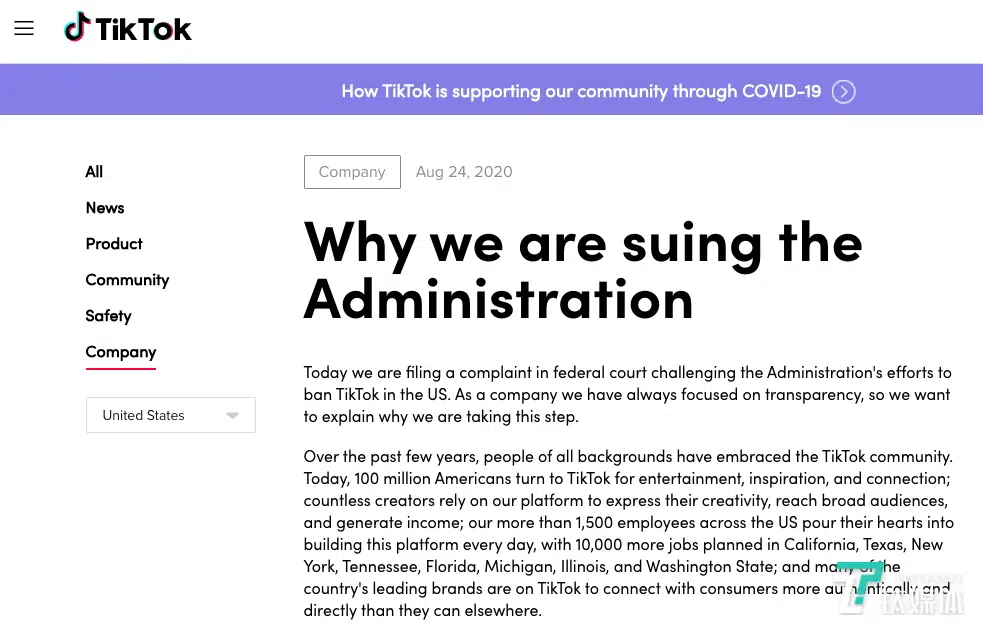 TikTok
How TikTok is supporting our community through COVID-19
All
News
Product
Community
Safety
Company
United States
Company
Aug 24, 2020
Why we are suing the
Administration
Today we are filing a complaint in federal court challenging the Administration's efforts to
ban TikTok in the US. As a company we have always focused on transparency, so we want
to explain why we are taking this step.
Over the past few years, people of all backgrounds have embraced the TikTok community.
Today, 100 million Americans turn to TikTok for entertainment, inspiration, and connection;
countless creators rely on our platform to express their creativity, reach broad audiences,
and generate income; our more than 1,500 employees across the US pour their hearts into
building this platform every day, with 10,000 more jobs planned in California, Texas, New
York, Tennessee, Florida, Michigan, Illinois, and Washington State; and many of the
country's leading brands are on TikTok to connect with consumers more authentically and
directly than they can elsewhere.
钛媒体